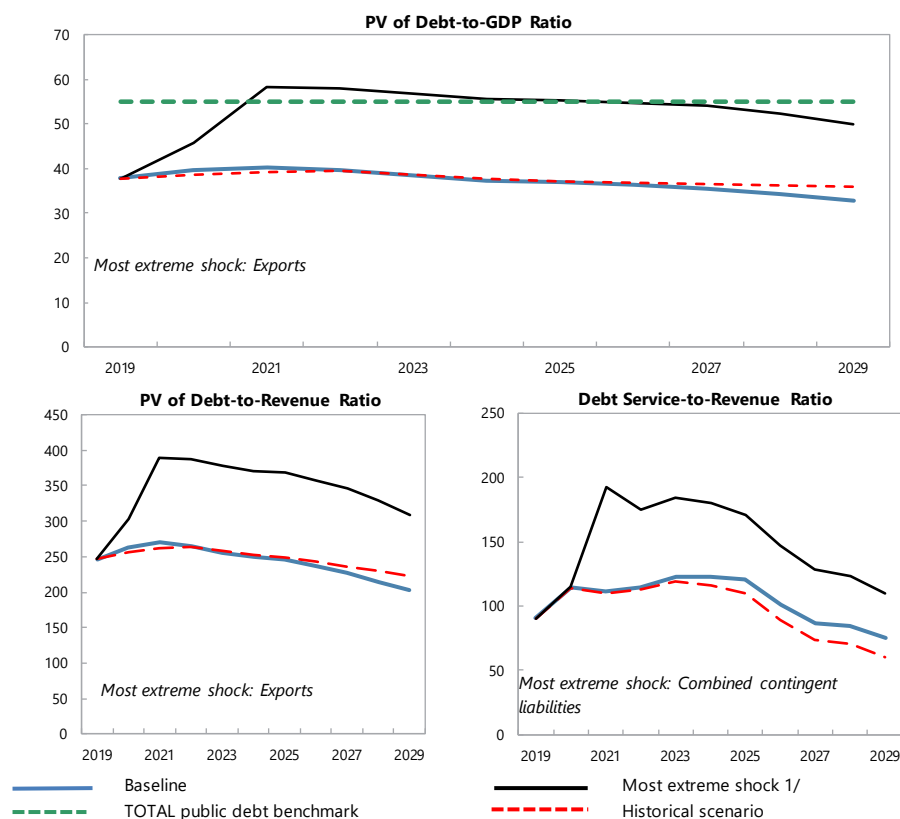 PV of Debt-to-GDP Ratio
70
60
50
40
30
20
10
0
Most extreme shock: Exports
2019 2021 2023 2025 2027 2029
PV of Debt-to-Revenue Ratio
450
400
350
300
250
200
150
100
50
0
Most extreme shock: Exports
2019 2021 2023 2025 2027 2029
Debt Service-to-Revenue Ratio
250
200
150
100
50
0
Most extreme shock: Combined contingent
liabilities
2019 2021 2023 2025 2027 2029
Baseline
Most extreme shock 1/
TOTAL public debt benchmark
Historical scenario